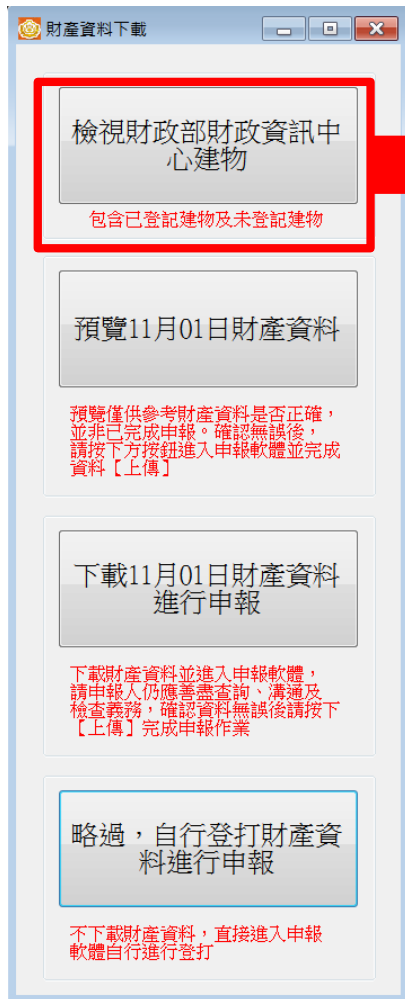 財產資料下載
檢視財政部財政資訊中
心建物
包含已登記建物及未登記建物
預覽11月01日財產資料
預覽僅供參考財產資料是否正確，
並非已完成申報。確認無誤後，
請按下方按鈕進入申報軟體並完成
資料【上傳】
下載11月01日財產資料
進行申報
下載財產資料並進入申報軟體，
請申報人仍應善盡查詢、溝通及
檢查義務，確認資料無誤後請按下
【上傳】完成申報作業
略過，自行登打財產資
料進行申報
不下載財產資料，直接進入申報
軟體自行進行登打